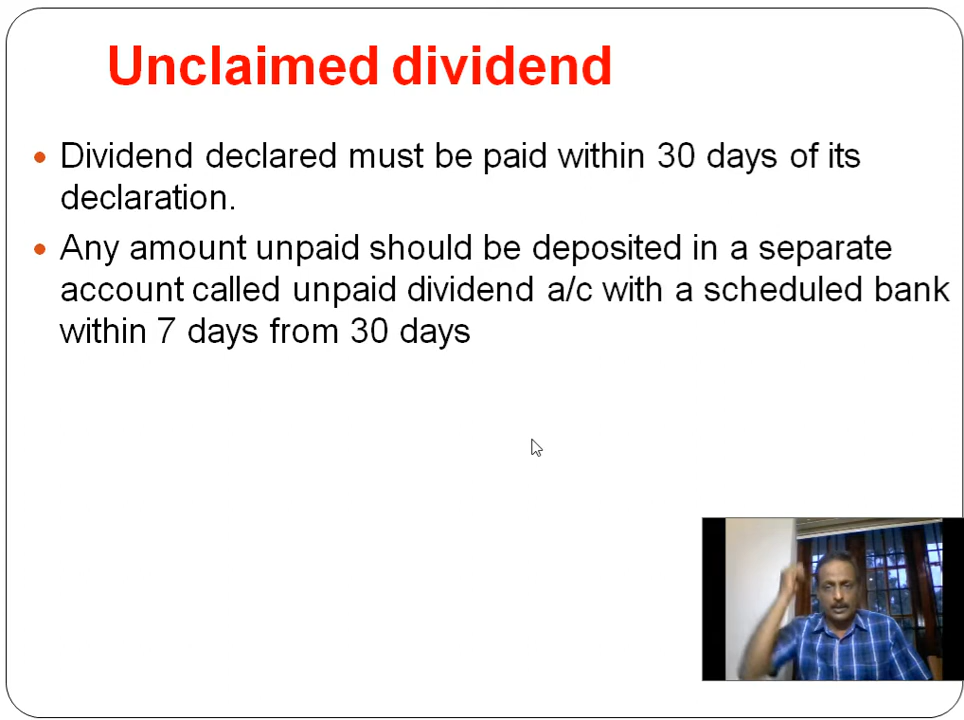 Unclaimed dividend
Dividend declared must be paid within 30 days of its
declaration.
Any amount unpaid should be deposited in a separate
account called unpaid dividend a/c with a scheduled bank
within 7 days from 30 days